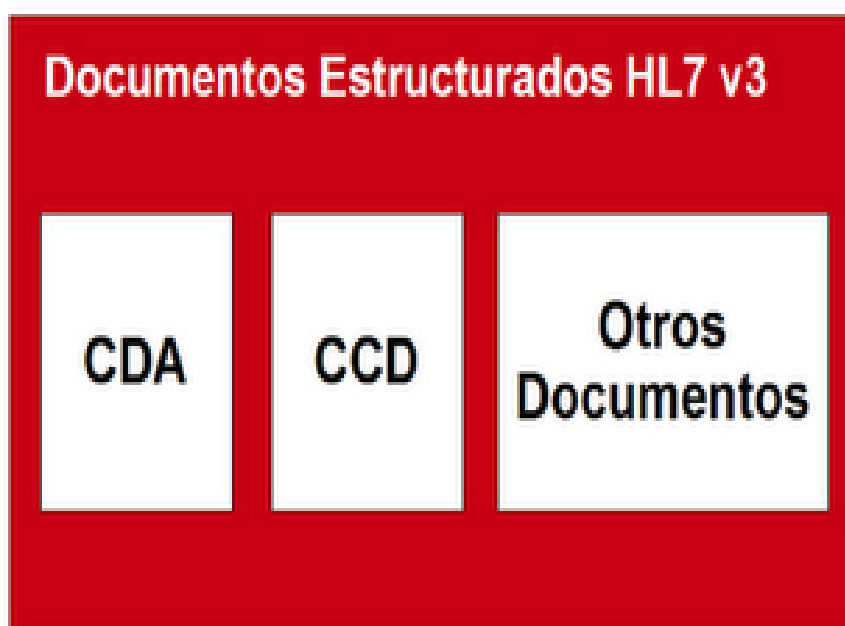 Documentos Estructurados HL7 v3
CDA
CCD
Otros
Documentos